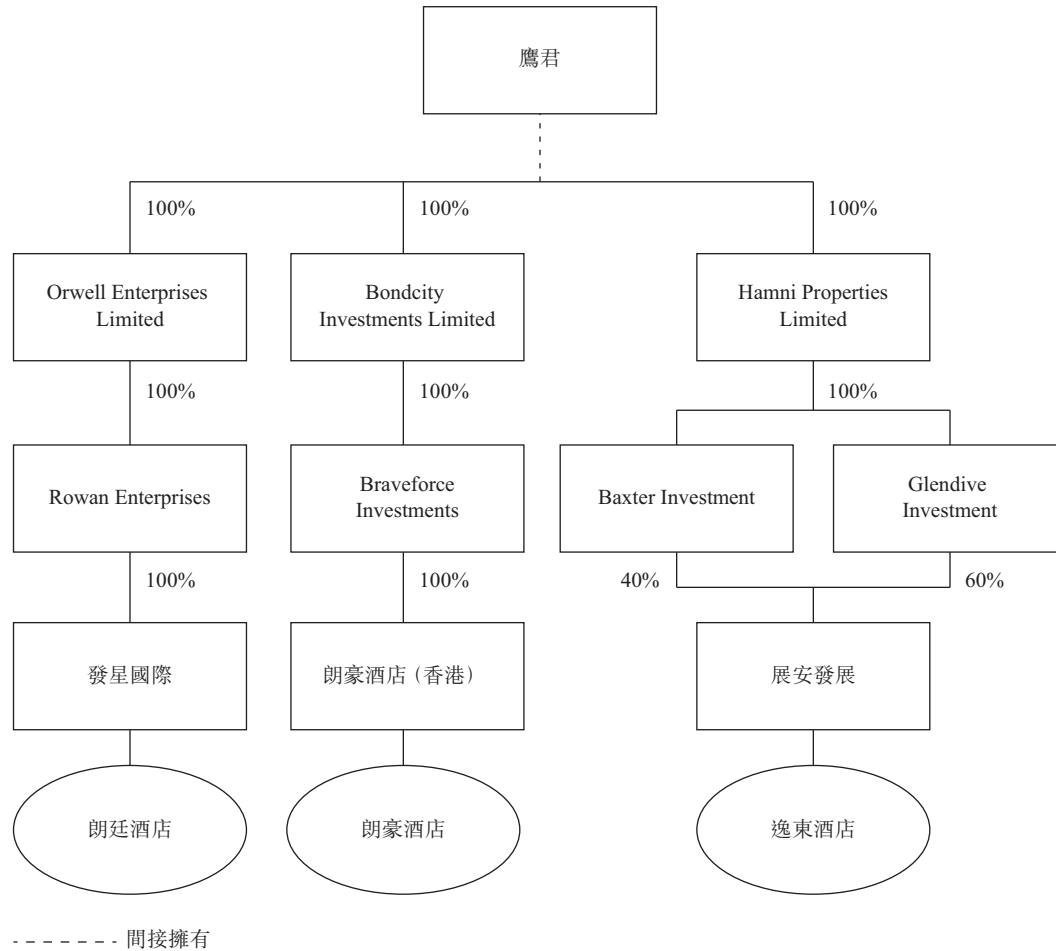 鷹君
100%
100%
100%
Orwell Enterprises
Limited
Bondcity
Investments Limited
Hamni Properties
Limited
100%
100%
100%
Rowan Enterprises
Braveforce
Investments
Baxter Investment
Glendive
Investment
100%
100%
40%
60%
發星國際
朗豪酒店（香港）
展安發展
朗廷酒店
朗豪酒店
逸東酒店
間接擁有